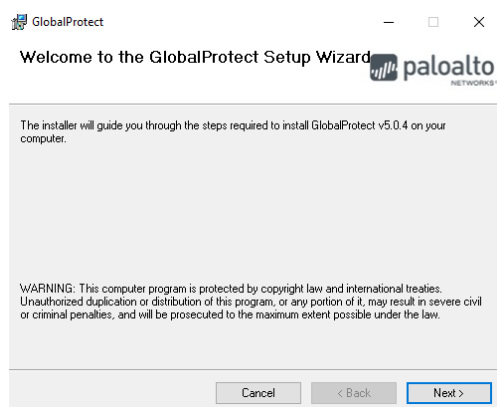 GlobalProtect
Welcome to the GlobalProtect Setup Wizard
paloalto
NETWORKS
The installer will guide you through the steps required to install GlobalProtect v5.0.4 on your
computer.
WARNING: This computer program is protected by copyright law and international treaties.
Unauthorized duplication or distribution of this program, or any portion of it, may result in severe civil
or criminal penalties, and will be prosecuted to the maximum extent possible under the law.
Cancel < Back Next >